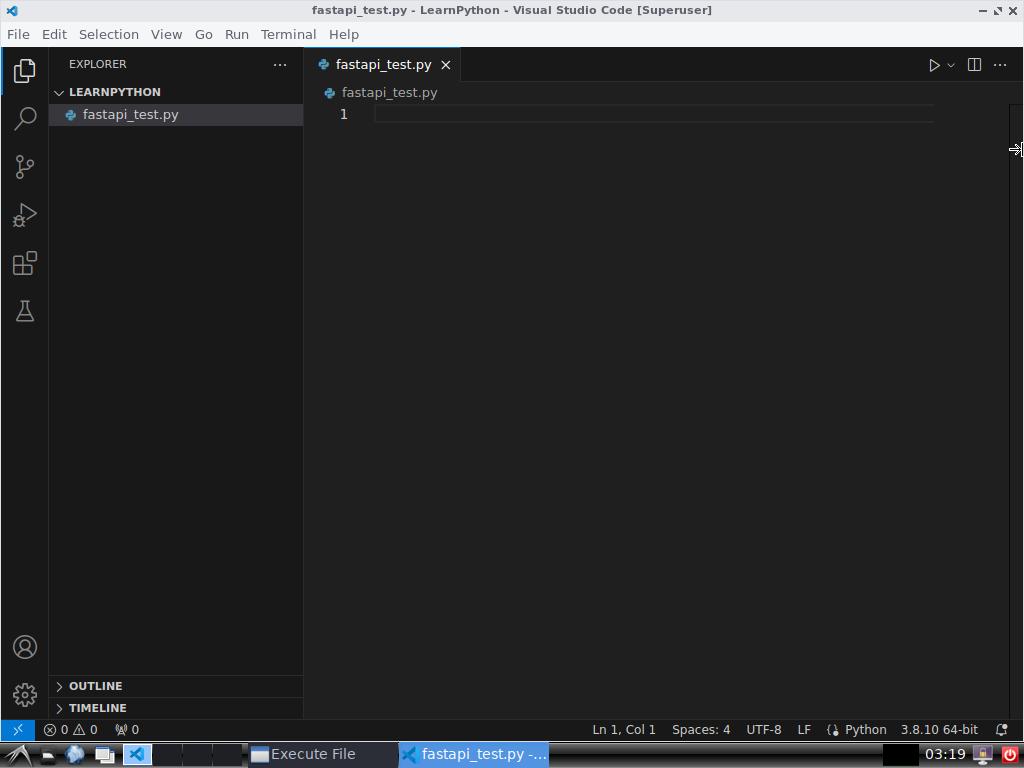 fastapi_test.py - LearnPython - Visual Studio Code [Superuser]
File Edit Selection View Go Run Terminal Help
EXPLORER
fastapi_test.py
LEARNPYTHON
fastapi_test.py
fastapi_test.py
1
OUTLINE
TIMELINE
0 0 0 Ln 1, Col 1 Spaces: 4 UTF-8 LF Python 3.8.10 64-bit
Execute File fastapi_test.py -... 03:19